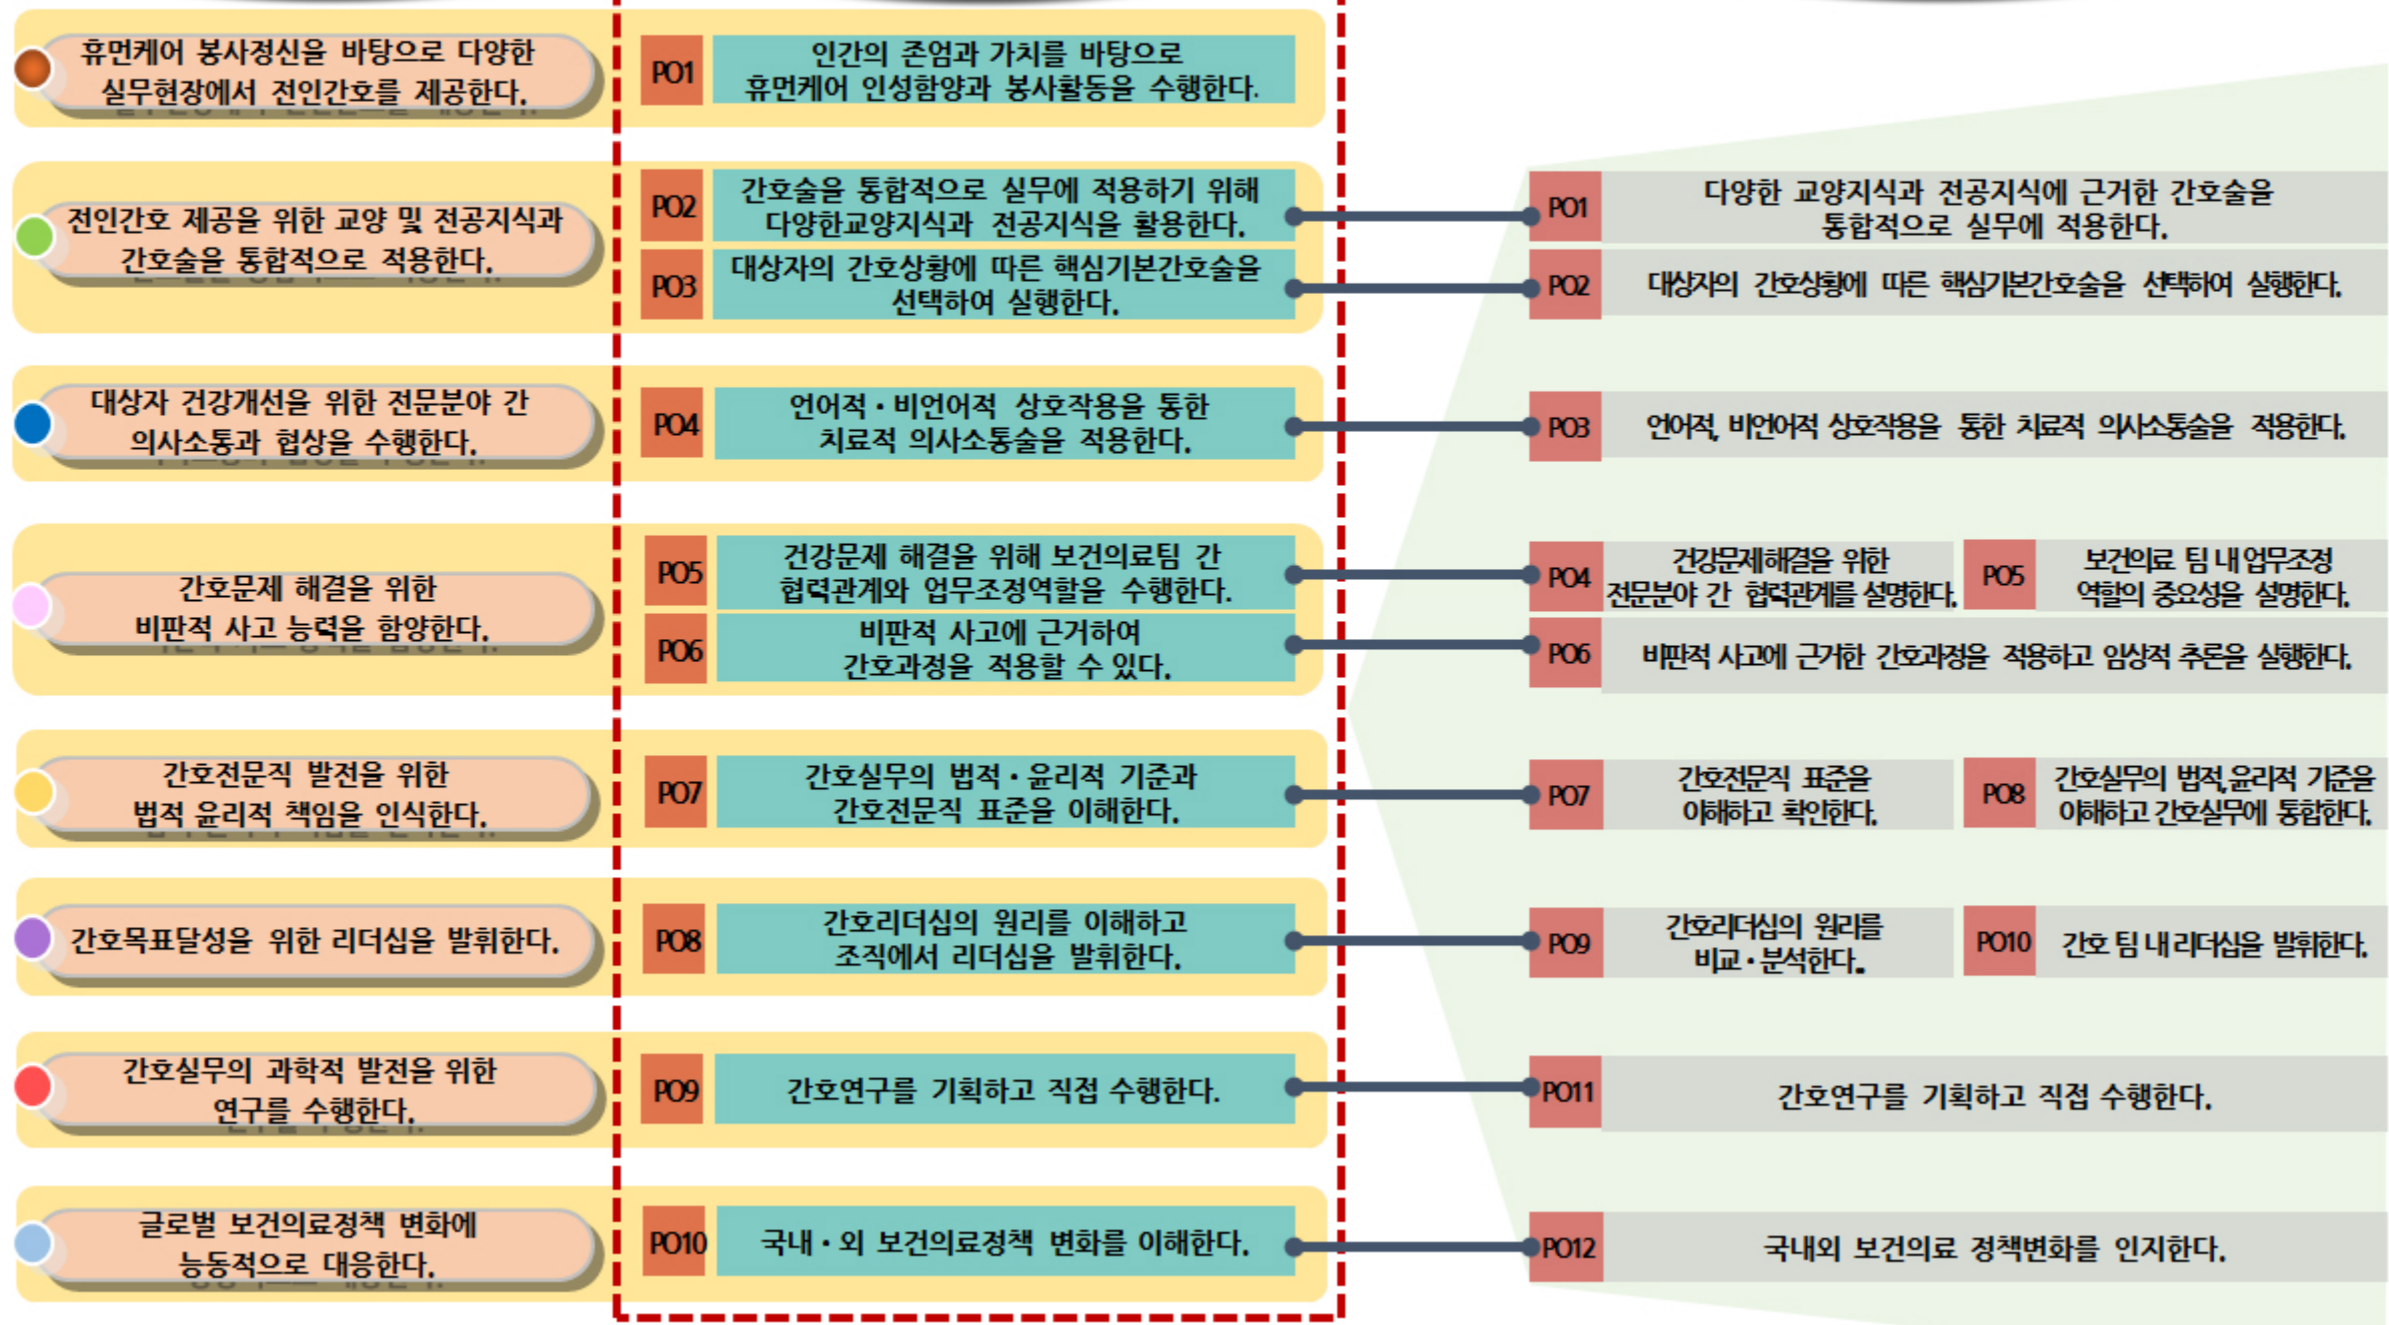 휴먼케어 봉사정신을 바탕으로 다양한
실무현장에서 전인간호를 제공한다.
PO1
인간의 존엄과 가치를 바탕으로
휴먼케어 인성함양과 봉사활동을 수행한다.
전인간호 제공을 위한 교양 및 전공지식과
간호술을 통합적으로 적용한다.
PO2
간호술을 통합적으로 실무에 적용하기 위해
다양한교양지식과 전공지식을 활용한다.
PO1
다양한 교양지식과 전공지식에 근거한 간호술을
통합적으로 실무에 적용한다.
PO3
대상자의 간호상황에 따른 핵심기본간호술을
선택하여 실행한다.
PO2
대상자의 간호상황에 따른 핵심기본간호술을 선택하여 실행한다.
대상자 건강개선을 위한 전문분야 간
의사소통과 협상을 수행한다.
PO4
언어적·비언어적 상호작용을 통한
치료적 의사소통술을 적용한다.
PO3
언어적, 비언어적 상호작용을 통한 치료적 의사소통술을 적용한다.
간호문제 해결을 위한
비판적 사고 능력을 함양한다.
PO5
건강문제 해결을 위해 보건의료팀 간
협력관계와 업무조정역할을 수행한다.
PO4
건강문제해결을 위한
전문분야 간 협력관계를 설명한다.
PO5
보건의료 팀 내 업무조정
역할의 중요성을 설명한다.
PO6
비판적 사고에 근거하여
간호과정을 적용할 수 있다.
PO6
비판적 사고에 근거한 간호과정을 적용하고 임상적 추론을 실행한다.
간호전문직 발전을 위한
법적 윤리적 책임을 인식한다.
PO7
간호실무의 법적·윤리적 기준과
간호전문직 표준을 이해한다.
PO7
간호전문직 표준을
이해하고 확인한다.
PO8
간호실무의 법적,윤리적 기준을
이해하고 간호실무에 통합한다.
간호목표달성을 위한 리더십을 발휘한다.
PO8
간호리더십의 원리를 이해하고
조직에서 리더십을 발휘한다.
PO9
간호리더십의 원리를
비교·분석한다..
PO10
간호 팀 내 리더십을 발휘한다.
간호실무의 과학적 발전을 위한
연구를 수행한다.
PO9
간호연구를 기획하고 직접 수행한다.
PO11
간호연구를 기획하고 직접 수행한다.
글로벌 보건의료정책 변화에
능동적으로 대응한다.
PO10
국내·외 보건의료정책 변화를 이해한다.
PO12
국내외 보건의료 정책변화를 인지한다.